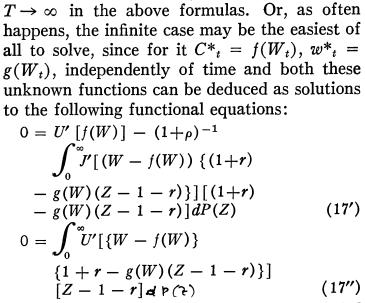 T → ∞ in the above formulas. Or, as often
happens, the infinite case may be the easiest of
all to solve, since for it C*ₜ = f(Wₜ), w*ₜ =
g(Wₜ), independently of time and both these
unknown functions can be deduced as solutions
to the following functional equations:
0 = U′ [f(W)] − (1+ρ)⁻¹
∫₀^∞ J′[(W − f(W)) {(1+r)
− g(W)(Z − 1 − r)}][(1+r)
− g(W)(Z − 1 − r)]dP(Z) (17′)
0 = ∫₀^∞ U′[{W − f(W)}
{1 + r − g(W)(Z − 1 − r)}]
[Z − 1 − r]dP(Z) (17″)